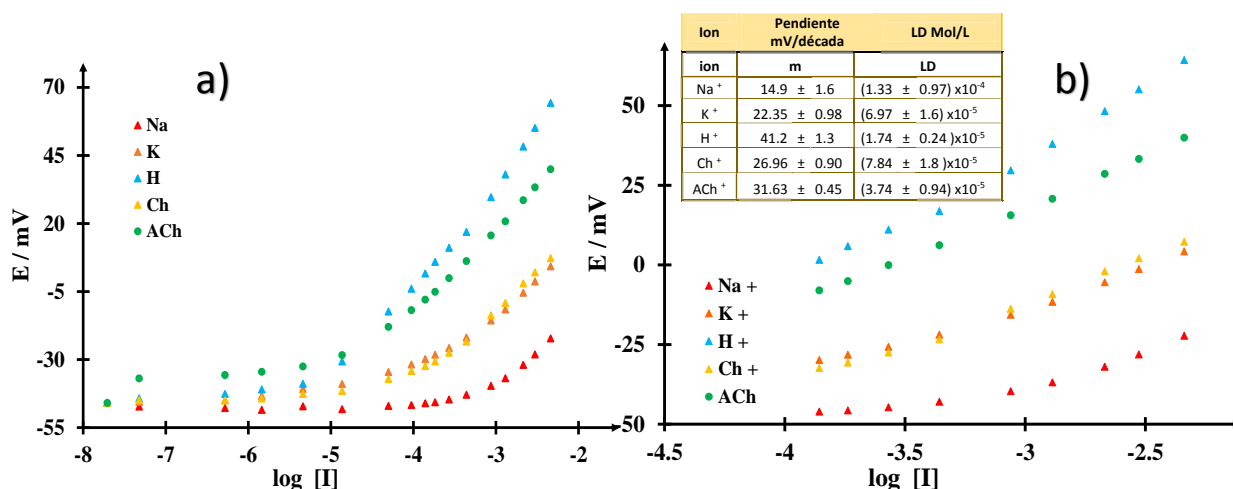 a)
E / mV
70
45
20
-5
-30
-55
Na
K
H
Ch
ACh
-8 -7 -6 -5 -4 -3 -2
log [I]
b)
Ion Pendiente mV/década LD Mol/L
ion m LD
Na + 14.9 ± 1.6 (1.33 ± 0.97) x10-4
K + 22.35 ± 0.98 (6.97 ± 1.6) x10-5
H + 41.2 ± 1.3 (1.74 ± 0.24 )x10-5
Ch + 26.96 ± 0.90 (7.84 ± 1.8 )x10-5
ACh + 31.63 ± 0.45 (3.74 ± 0.94) x10-5
E / mV
50
25
0
-25
-50
Na +
K +
H +
Ch +
ACh
-4.5 -4 -3.5 -3 -2.5
log [I]